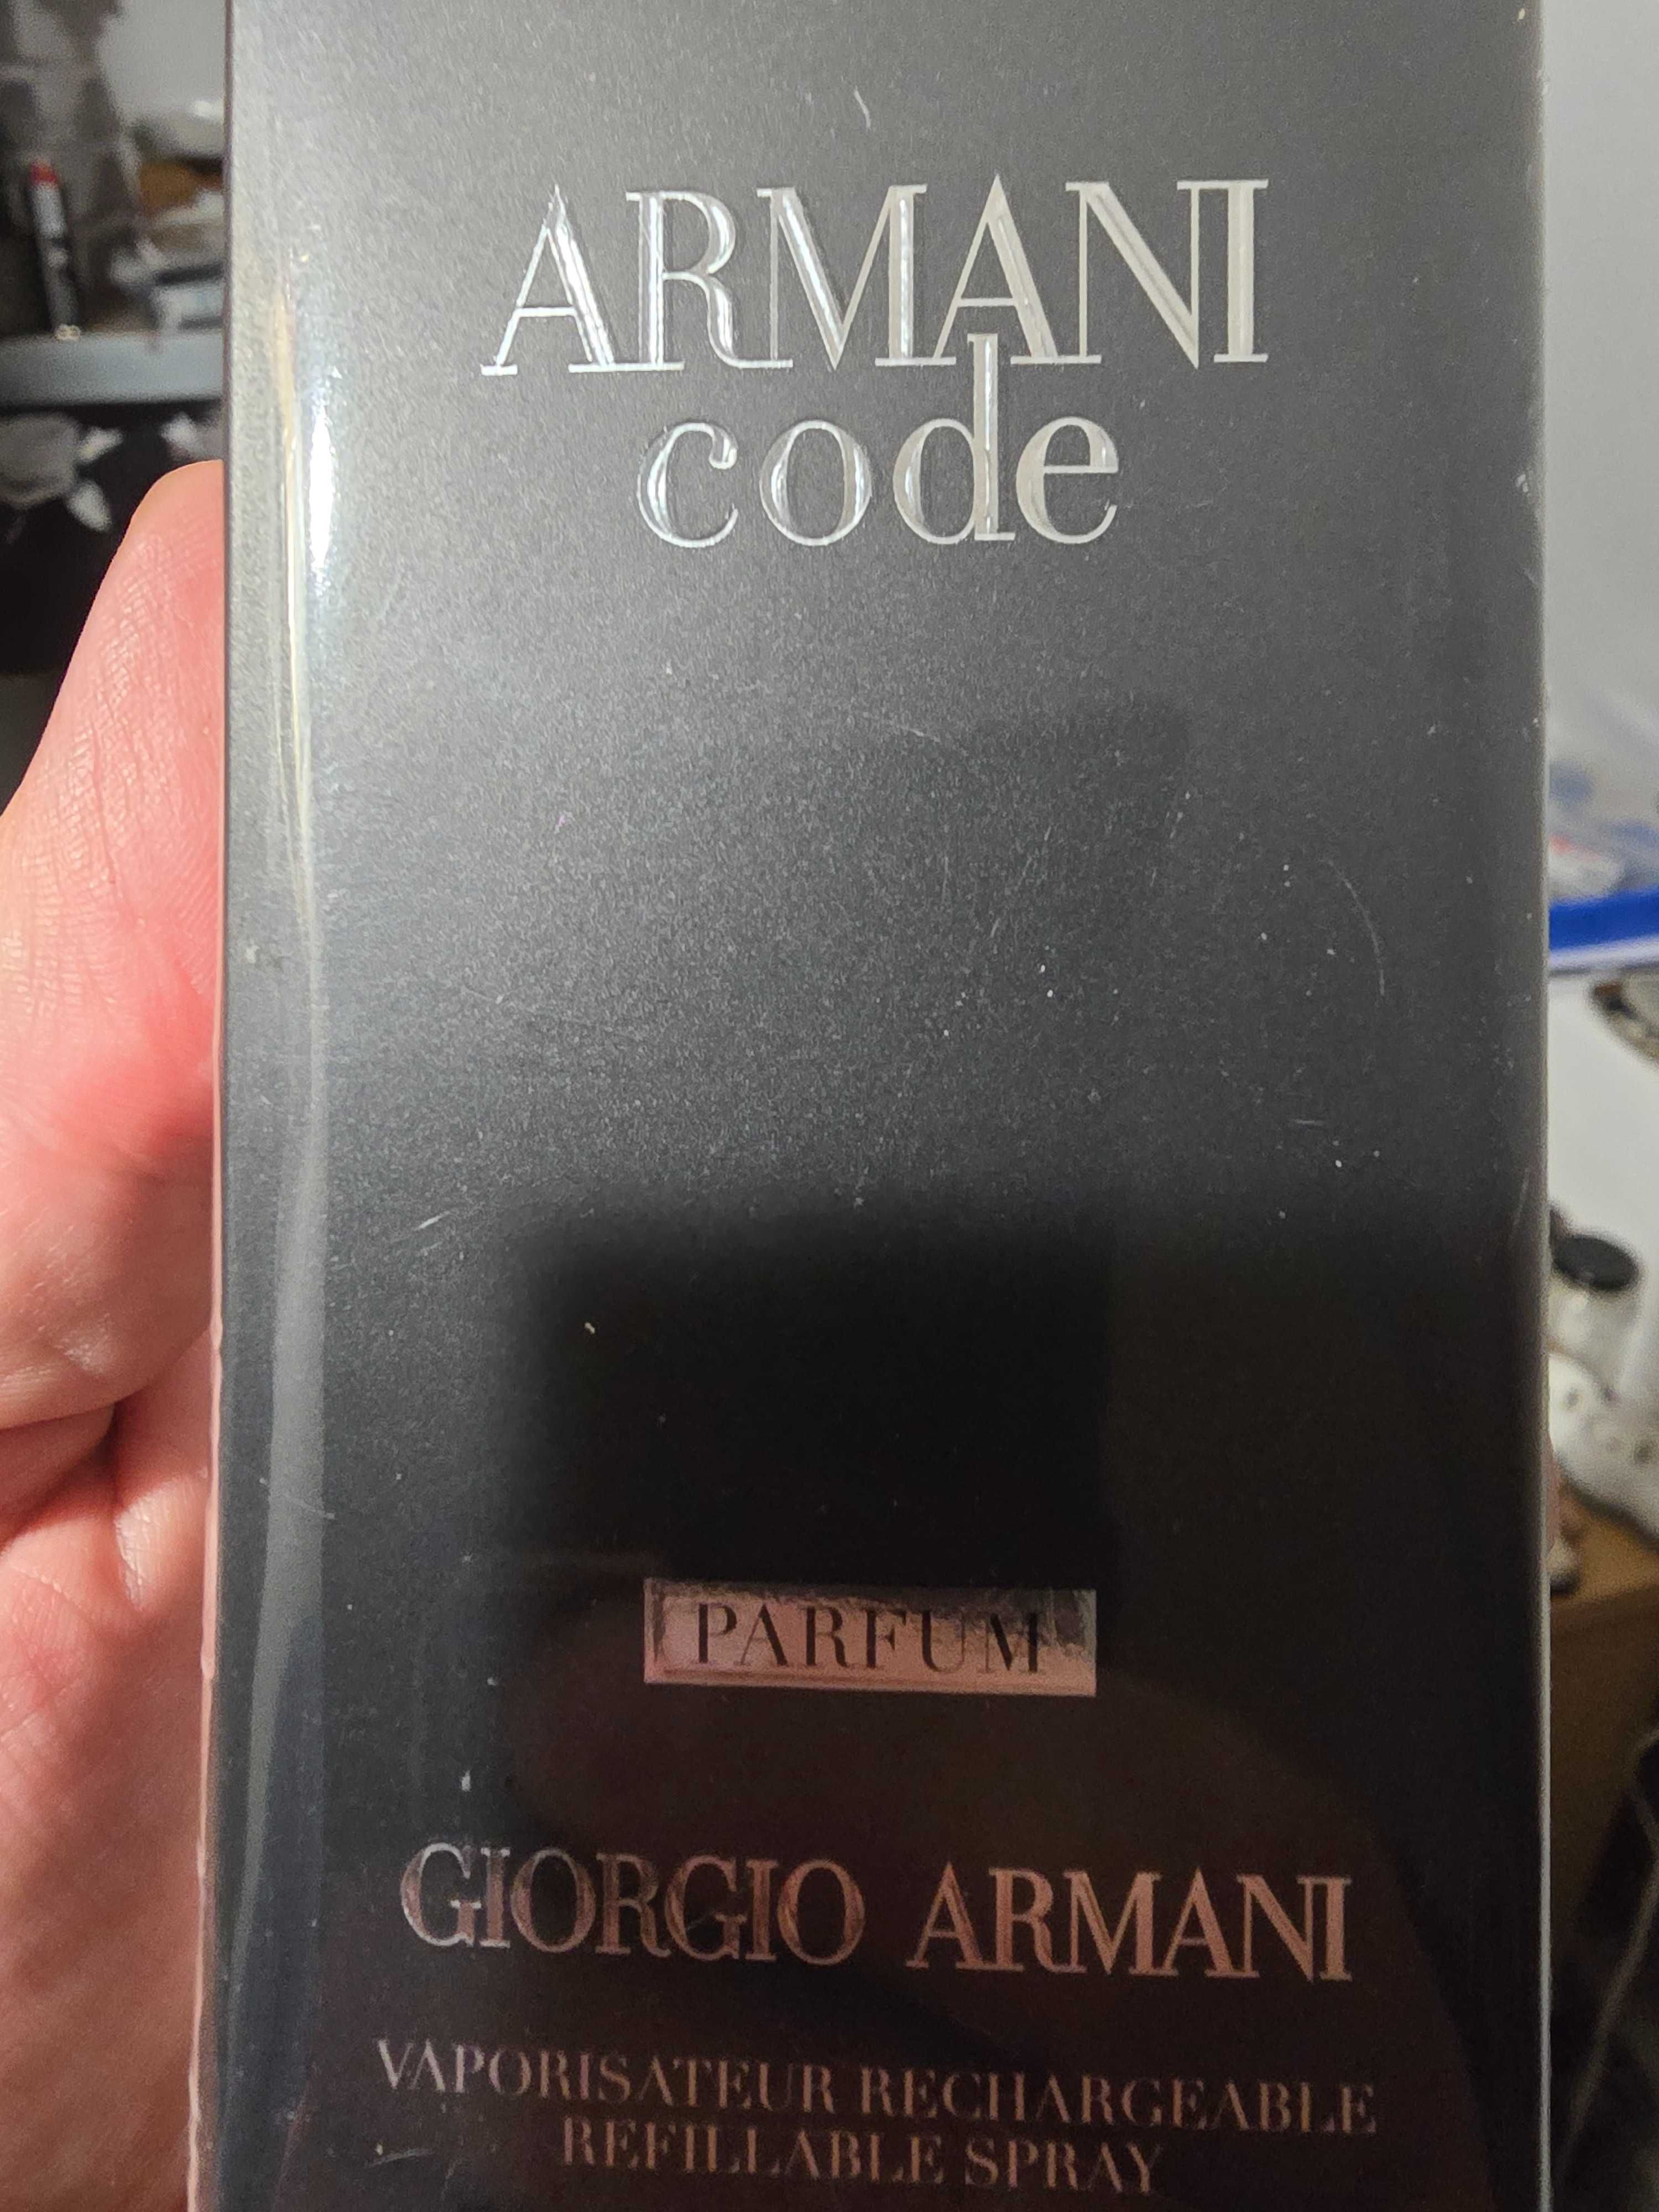 ARMANI
code
PARFUM
GIORGIO ARMANI
VAPORISATEUR RECHARGEABLE
REFILLABLE SPRAY